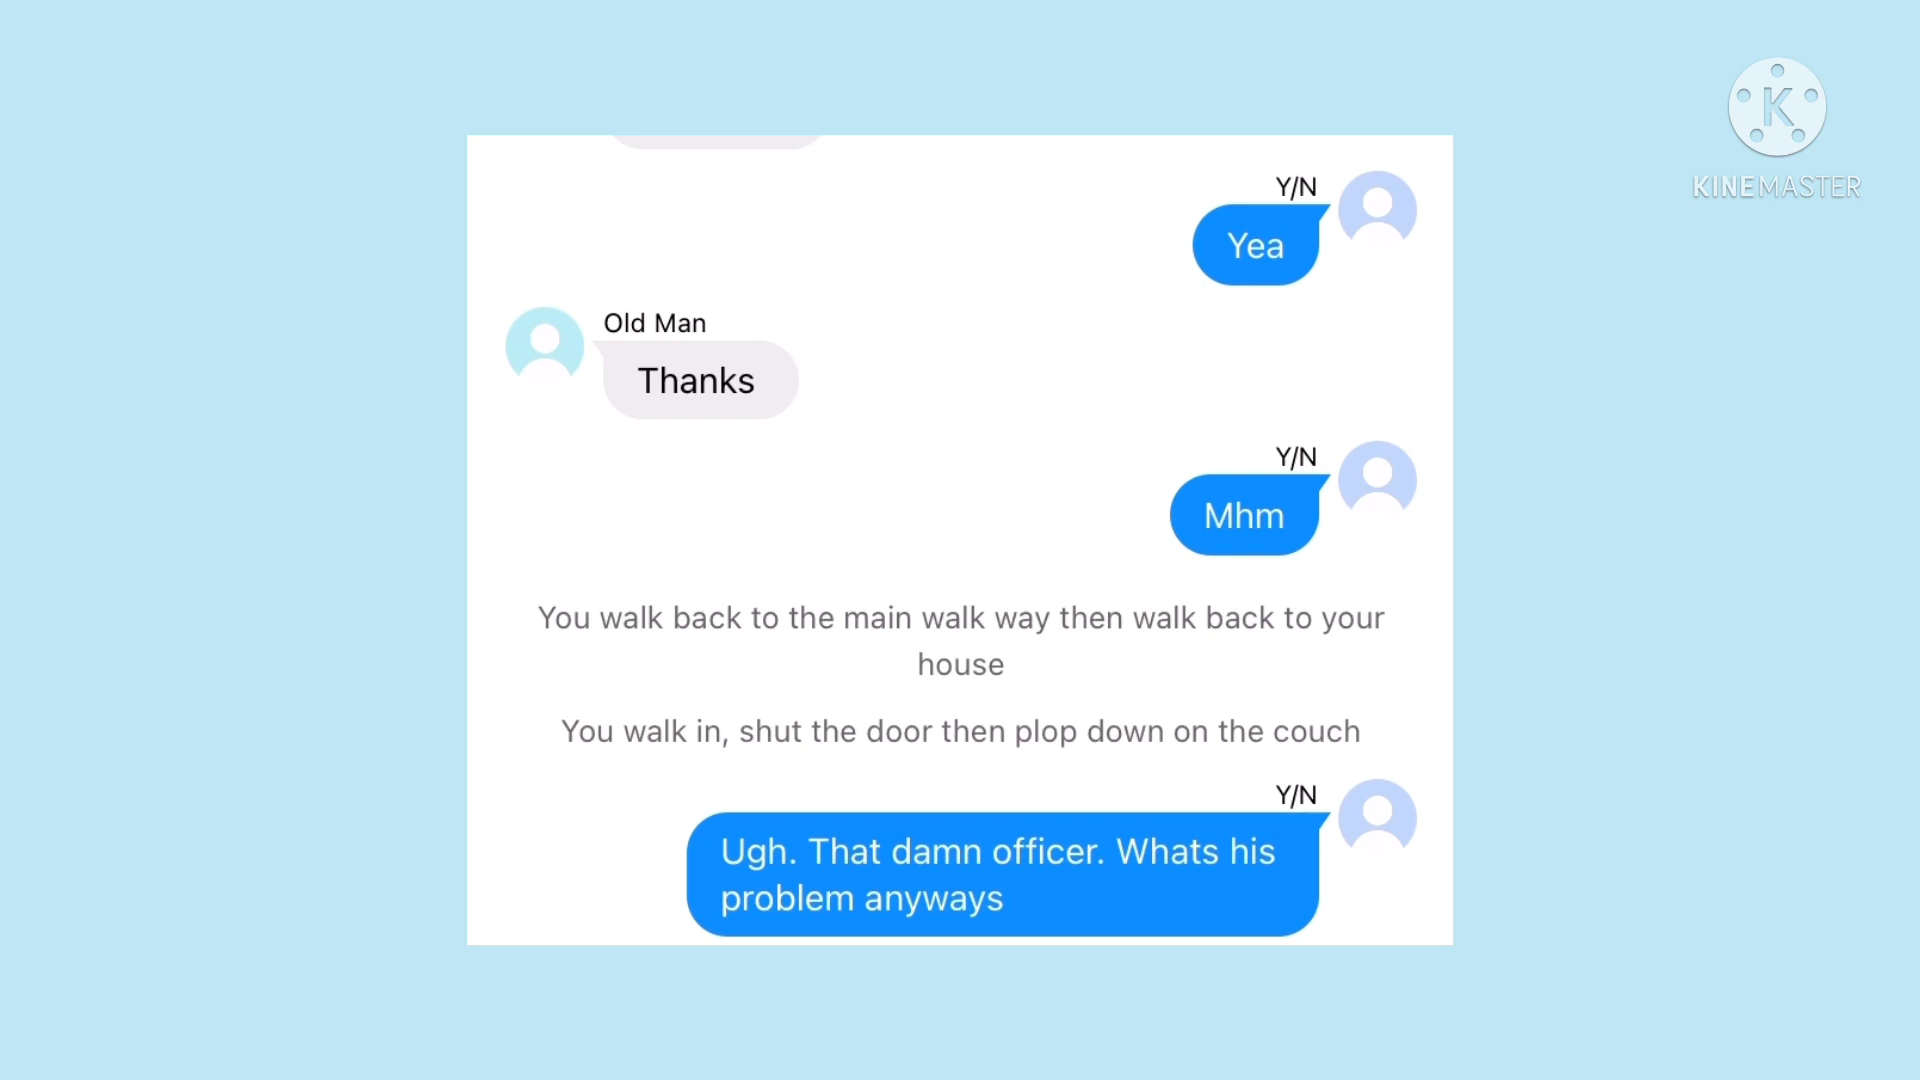 Y/N
Yea
Old Man
Thanks
Y/N
Mhm
You walk back to the main walk way then walk back to your
house
You walk in, shut the door then plop down on the couch
Y/N
Ugh. That damn officer. Whats his
problem anyways
K
KINEMASTER